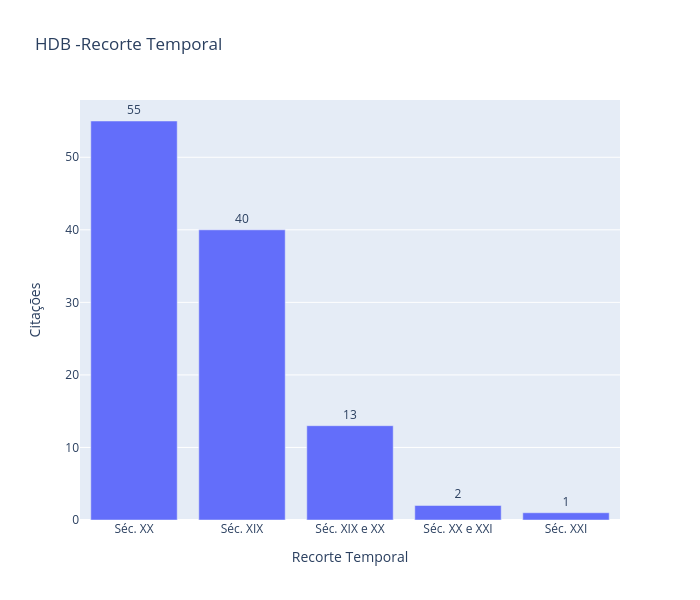 HDB -Recorte Temporal
55
40
13
2
1
50
40
30
20
10
0
Citações
Séc. XX
Séc. XIX
Séc. XIX e XX
Séc. XX e XXI
Séc. XXI
Recorte Temporal